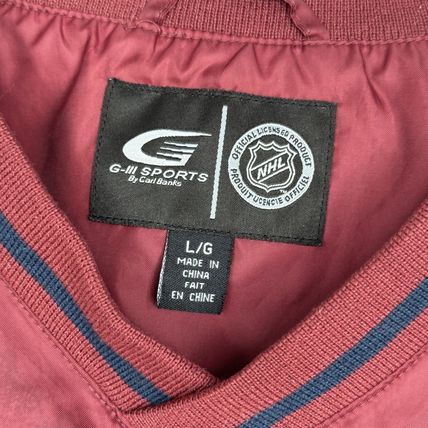 G-III SPORTS
By Carl Banks
OFFICIAL LICENSED PRODUCT
NHL
PRODUIT LICENCIÉ OFFICIEL
L/G
MADE IN
CHINA
FAIT
EN CHINE